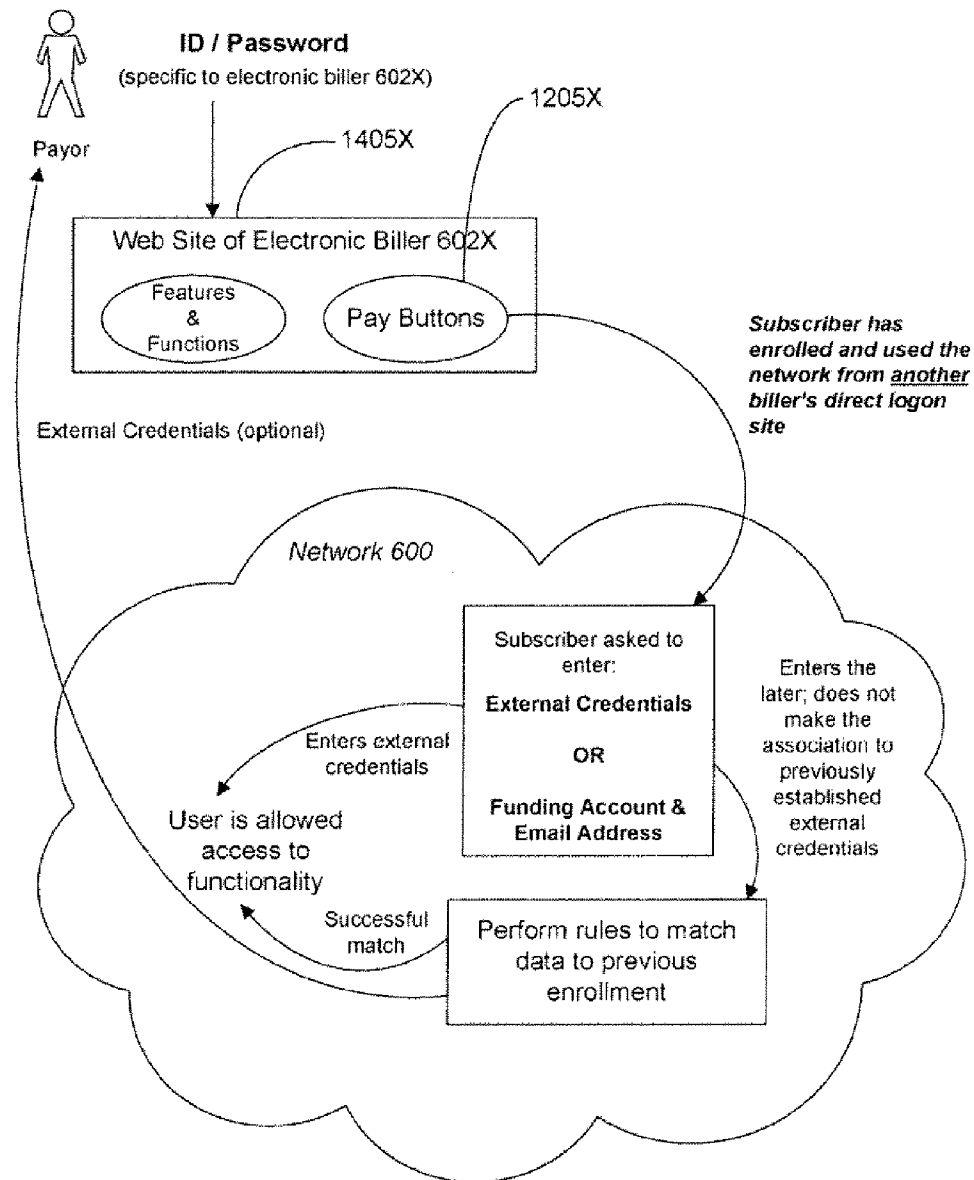 ID / Password
(specific to electronic biller 602X)
1205X
Payor
1405X
Web Site of Electronic Biller 602X
Features
&
Functions
Pay Buttons
Subscriber has
enrolled and used the
network from another
biller's direct logon
site
External Credentials (optional)
Network 600
Subscriber asked to
enter:
External Credentials
OR
Funding Account &
Email Address
Enters the
later; does not
make the
association to
previously
established
external
credentials
Enters external
credentials
User is allowed
access to
functionality
Successful
match
Perform rules to match
data to previous
enrollment